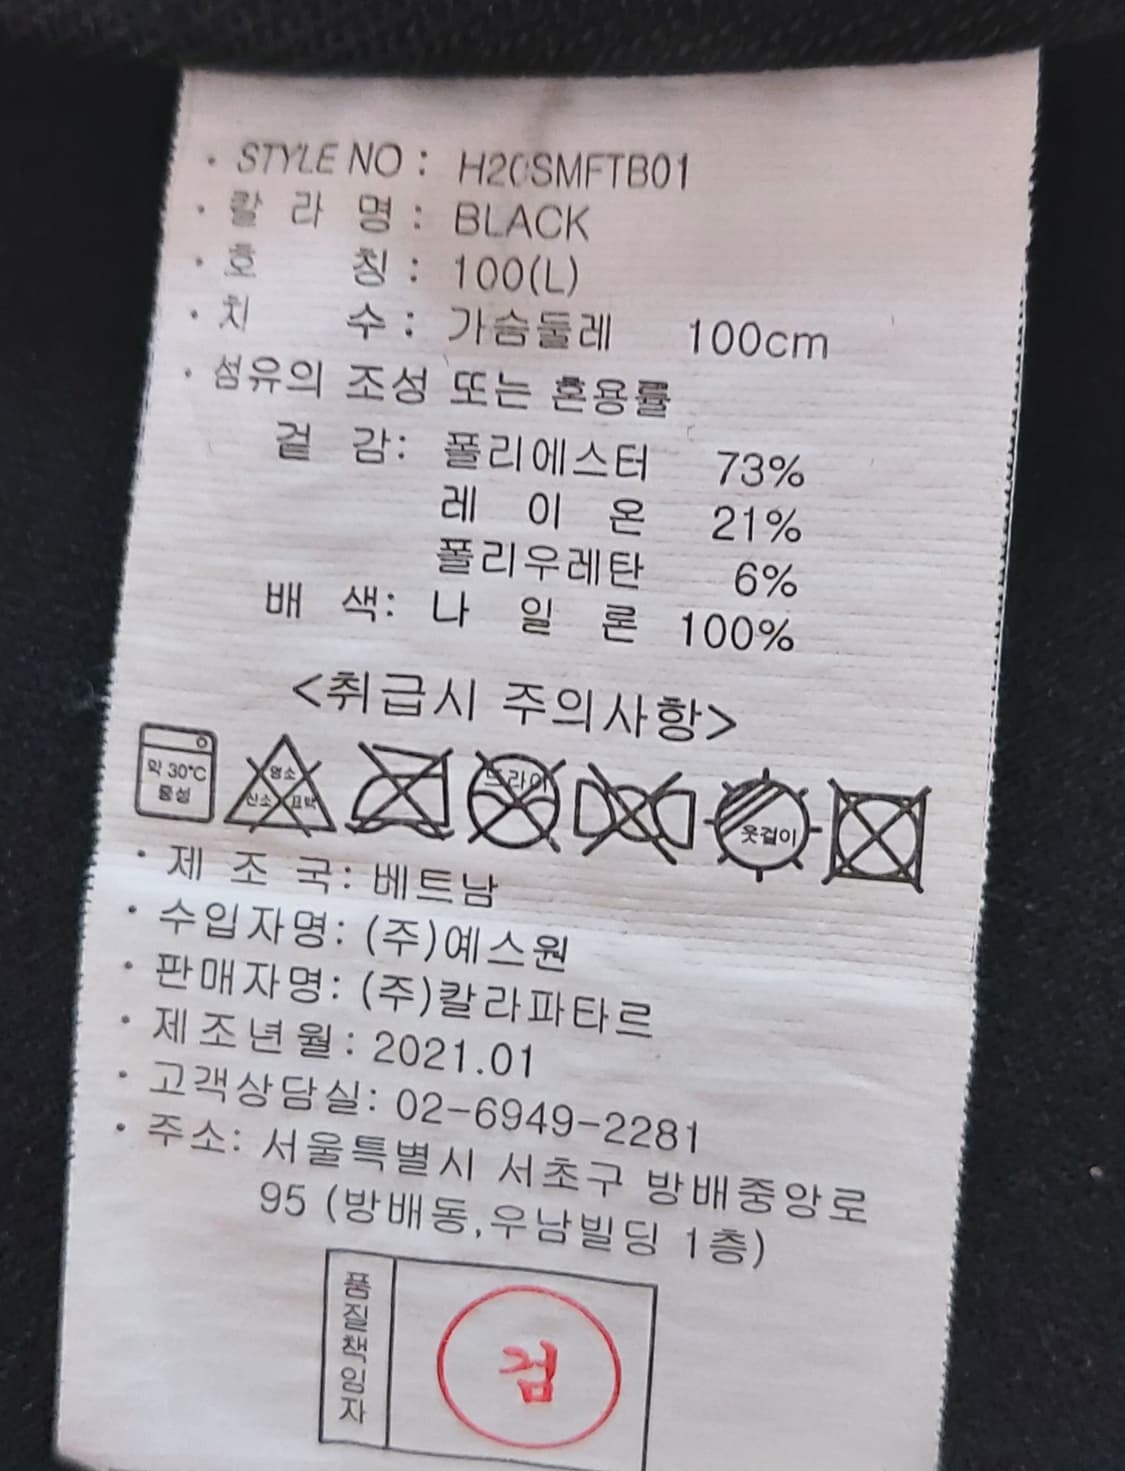 · STYLE NO : H20SMFTB01
· 칼 라 명 : BLACK
· 호 칭 : 100(L)
· 치 수 : 가슴둘레 100cm
· 섬유의 조성 또는 혼용률
겉 감: 폴리에스터 73%
레 이 온 21%
폴리우레탄 6%
배 색: 나 일 론 100%
<취급시 주의사항>
약 30℃
중성
염소
산소 표백
드라이
옷걸이
· 제 조 국: 베트남
· 수입자명: (주)예스원
· 판매자명: (주)칼라파타르
· 제조년월: 2021.01
· 고객상담실: 02-6949-2281
· 주소: 서울특별시 서초구 방배중앙로
95 (방배동,우남빌딩 1층)
품질책임자
검